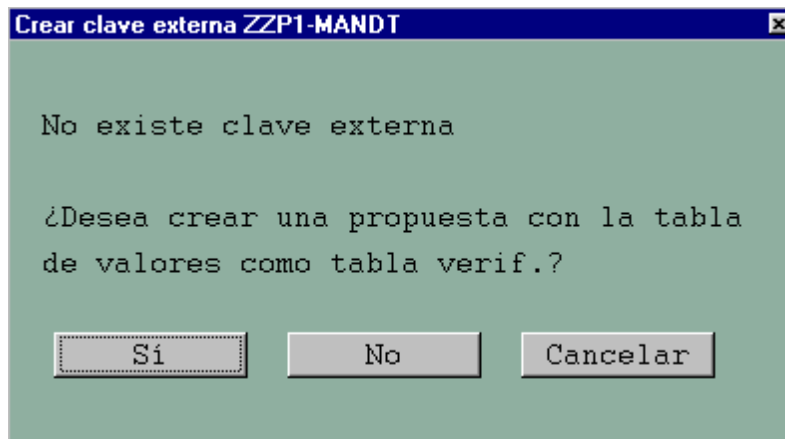 Crear clave externa ZZP1-MANDT
No existe clave externa
¿Desea crear una propuesta con la tabla
de valores como tabla verif.?
Sí No Cancelar